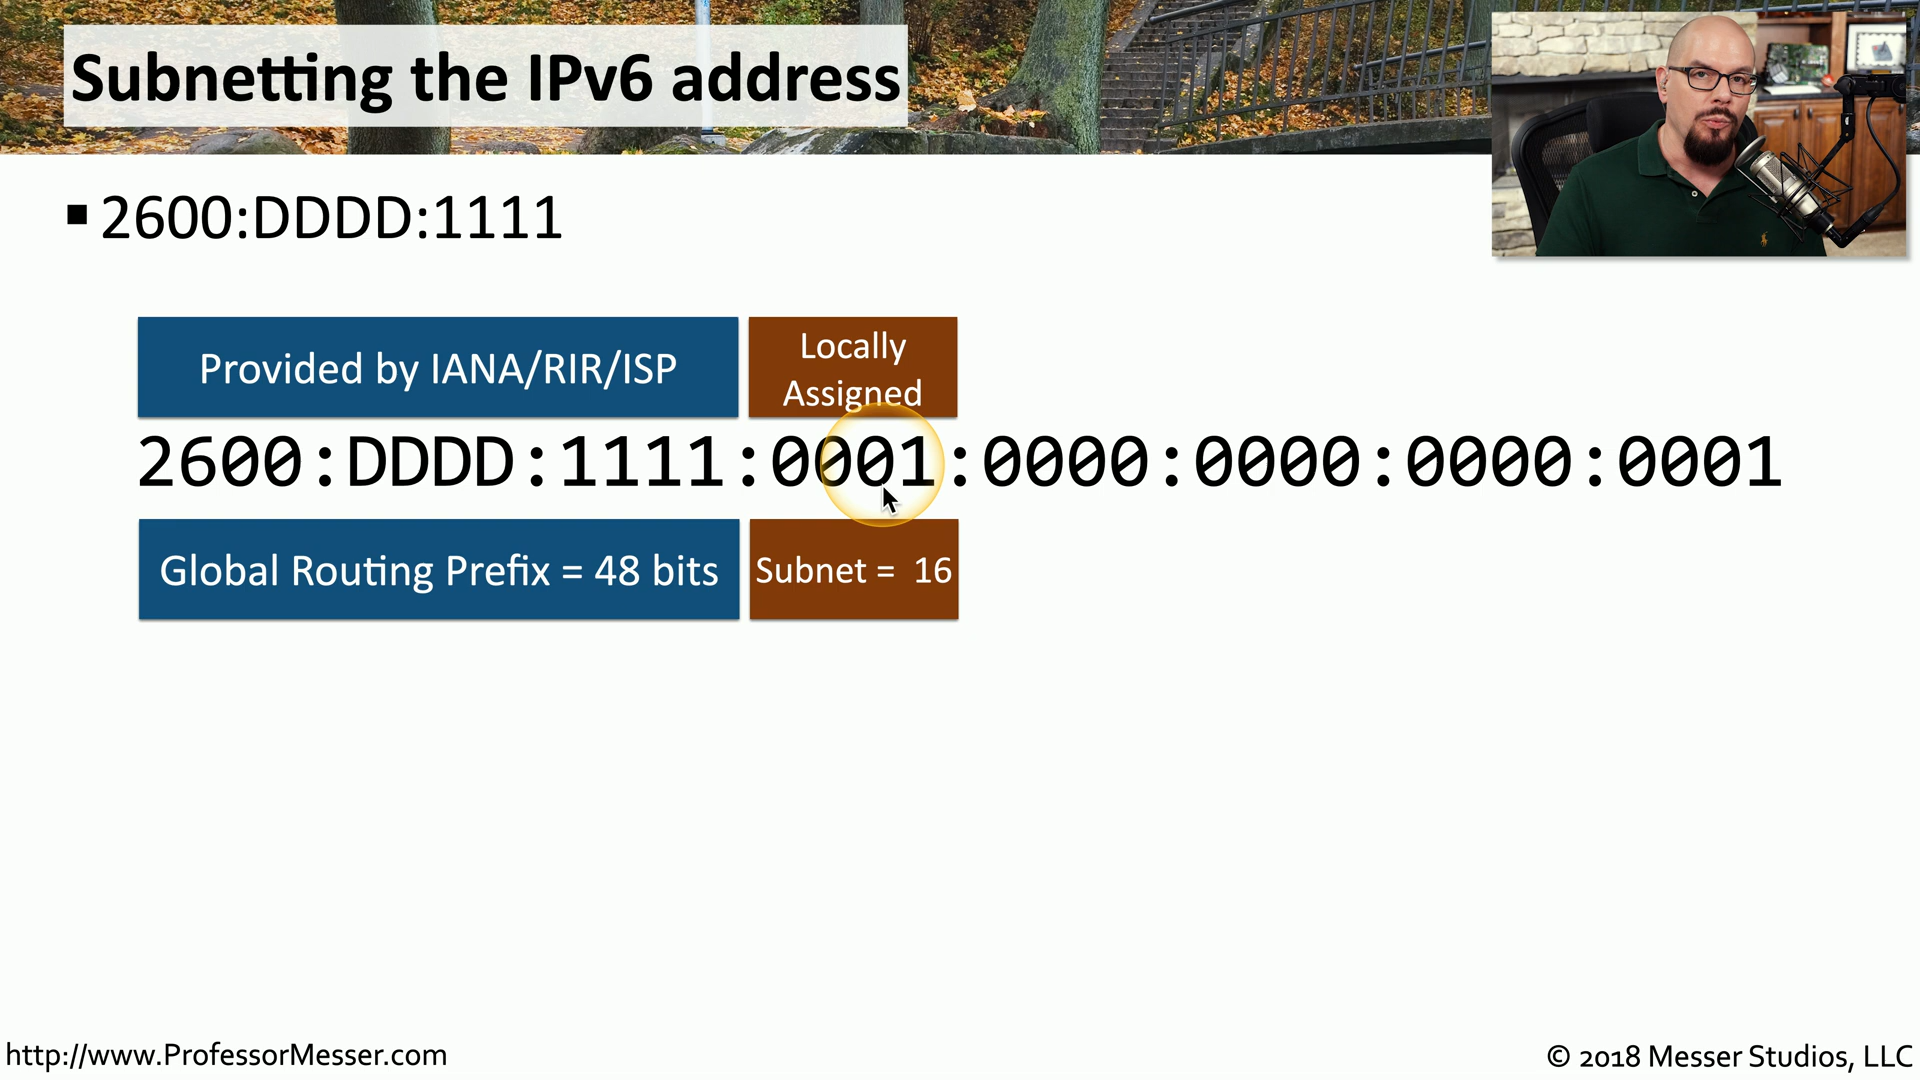 Subnetting the IPv6 address
▪ 2600:DDDD:1111
Provided by IANA/RIR/ISP
Locally
Assigned
2600:DDDD:1111:0001:0000:0000:0000:0001
Global Routing Prefix = 48 bits
Subnet = 16
http://www.ProfessorMesser.com
© 2018 Messer Studios, LLC